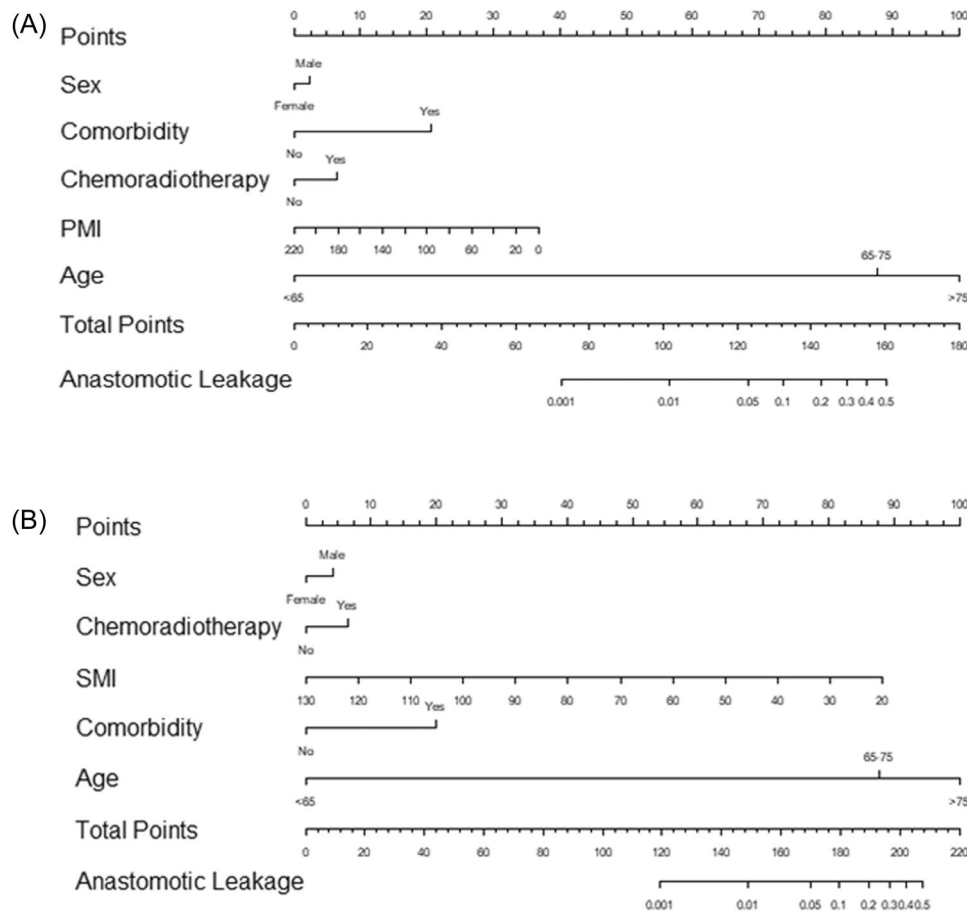 (A)
0 10 20 30 40 50 60 70 80 90 100
Points
Male
Sex
Female
Yes
Comorbidity
No
Yes
Chemoradiotherapy
No
PMI
220 180 140 100 60 20 0
65-75
Age
<65 >75
Total Points
0 20 40 60 80 100 120 140 160 180
Anastomotic Leakage
0.001 0.01 0.05 0.1 0.2 0.3 0.4 0.5
(B)
0 10 20 30 40 50 60 70 80 90 100
Points
Male
Sex
Female
Yes
Chemoradiotherapy
No
SMI
130 120 110 100 90 80 70 60 50 40 30 20
Yes
Comorbidity
No
65-75
Age
<65 >75
Total Points
0 20 40 60 80 100 120 140 160 180 200 220
Anastomotic Leakage
0.001 0.01 0.05 0.1 0.2 0.3 0.4 0.5